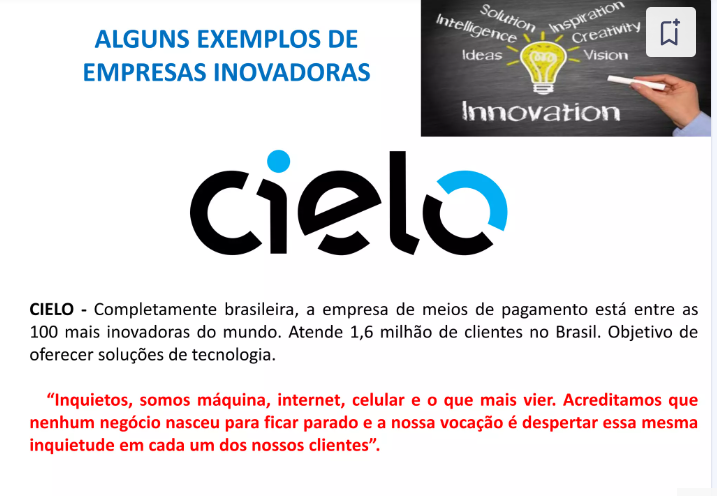 ALGUNS EXEMPLOS DE
EMPRESAS INOVADORAS
Solution
Inspiration
Intelligence
Creativity
Ideas
Vision
Innovation
cielo
CIELO - Completamente brasileira, a empresa de meios de pagamento está entre as
100 mais inovadoras do mundo. Atende 1,6 milhão de clientes no Brasil. Objetivo de
oferecer soluções de tecnologia.
“Inquietos, somos máquina, internet, celular e o que mais vier. Acreditamos que
nenhum negócio nasceu para ficar parado e a nossa vocação é despertar essa mesma
inquietude em cada um dos nossos clientes”.